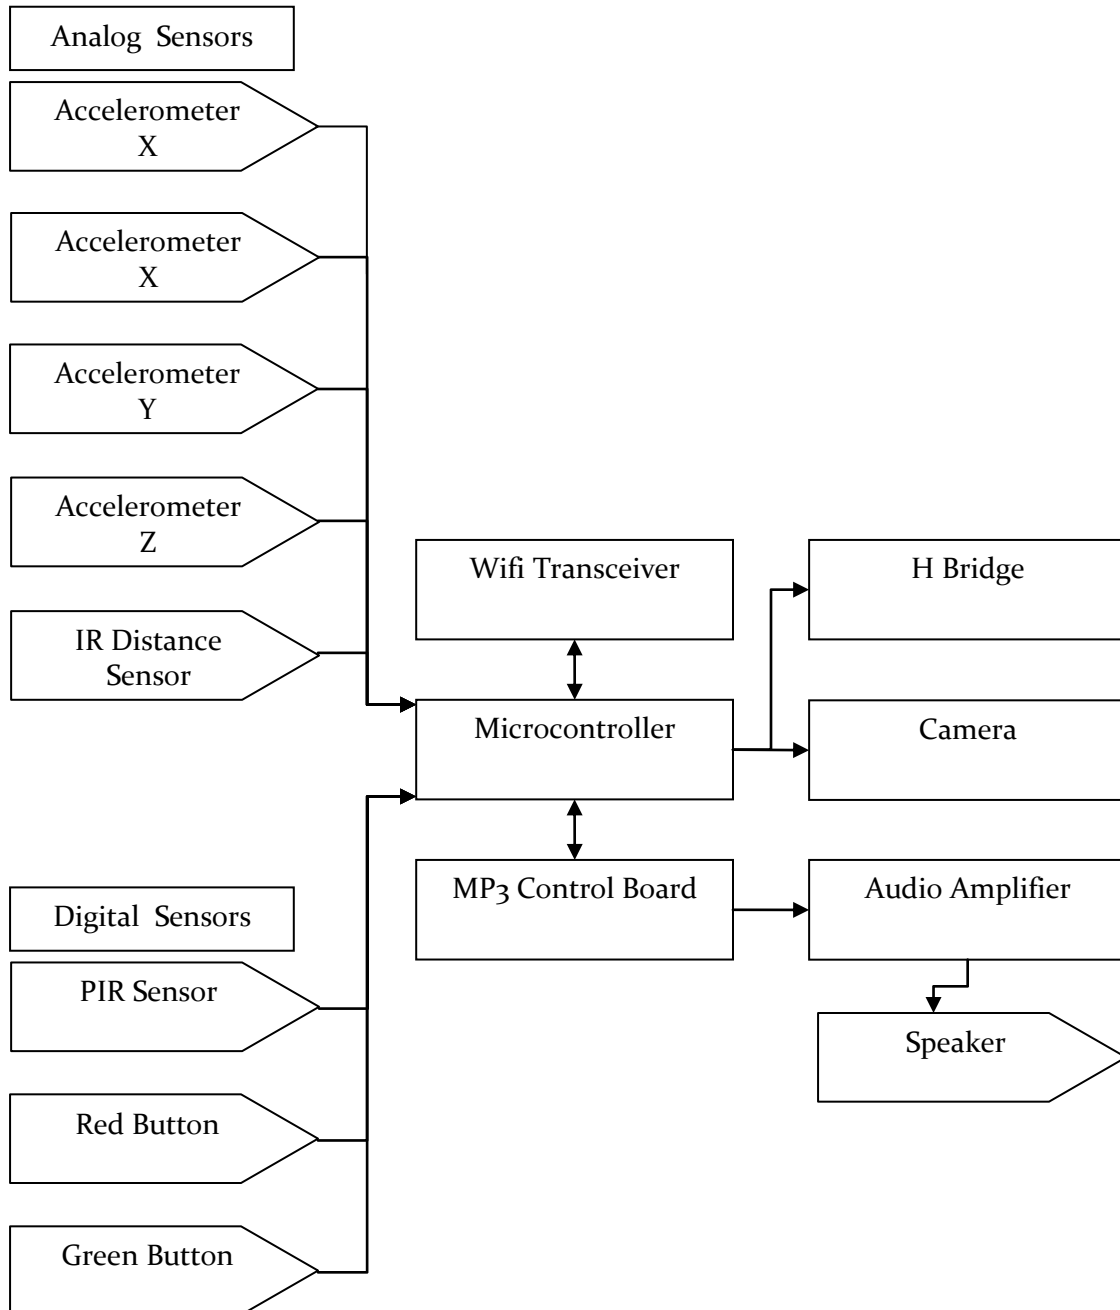 Analog Sensors
Accelerometer
X
Accelerometer
X
Accelerometer
Y
Accelerometer
Z
IR Distance
Sensor
Wifi Transceiver
H Bridge
Microcontroller
Camera
MP3 Control Board
Audio Amplifier
Digital Sensors
PIR Sensor
Speaker
Red Button
Green Button